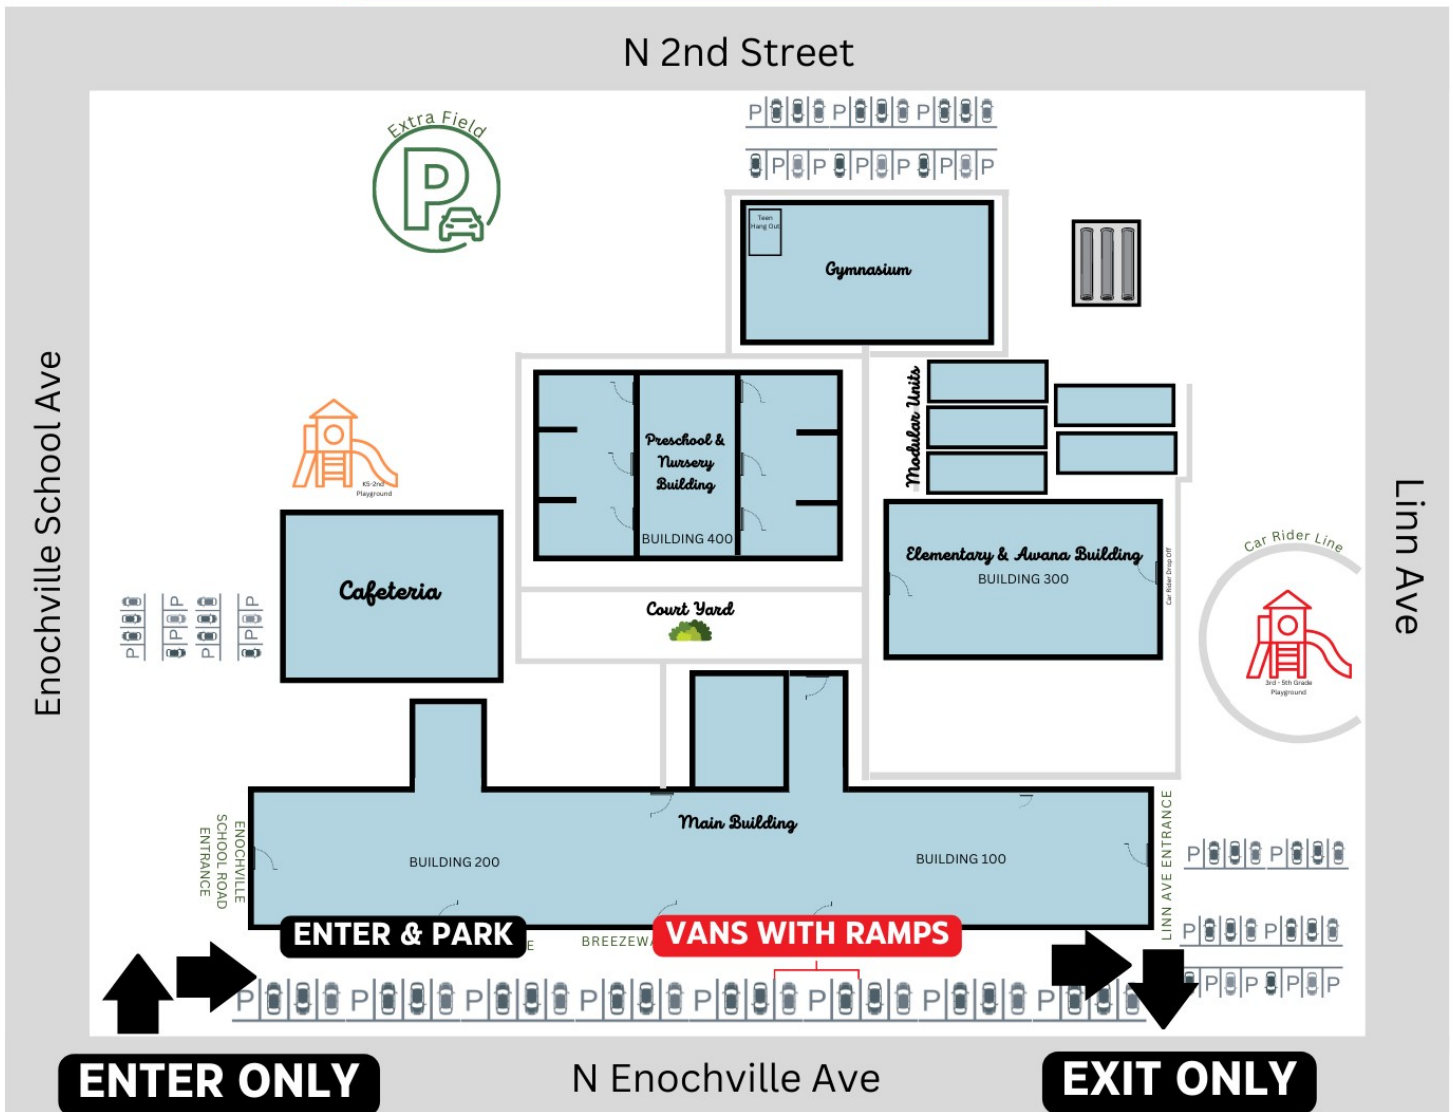 N 2nd Street
Extra Field
P
P P P
P P P P P
Teen
Hang Out
Gymnasium
Modular Units
Preschool &
Nursery
Building
BUILDING 400
K5-2nd
Playground
Cafeteria
Elementary & Awana Building
BUILDING 300
Car Rider Drop Off
Car Rider Line
3rd - 5th Grade
Playground
Court Yard
Enochville School Ave
Linn Ave
P P P
P P P
Main Building
BUILDING 200
BUILDING 100
ENOCHVILLE
SCHOOL ROAD
ENTRANCE
LINN AVE ENTRANCE
P P
P P
P P P
ENTER & PARK
E
BREEZEWA
VANS WITH RAMPS
P P P P P P P P
ENTER ONLY
N Enochville Ave
EXIT ONLY